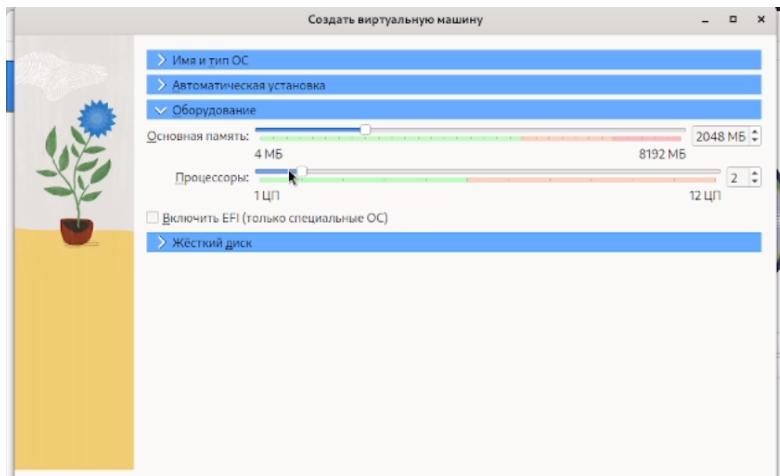 Создать виртуальную машину
Имя и тип ОС
Автоматическая установка
Оборудование
Основная память: 2048 МБ
4 МБ 8192 МБ
Процессоры: 2
1 ЦП 12 ЦП
Включить EFI (только специальные ОС)
Жёсткий диск